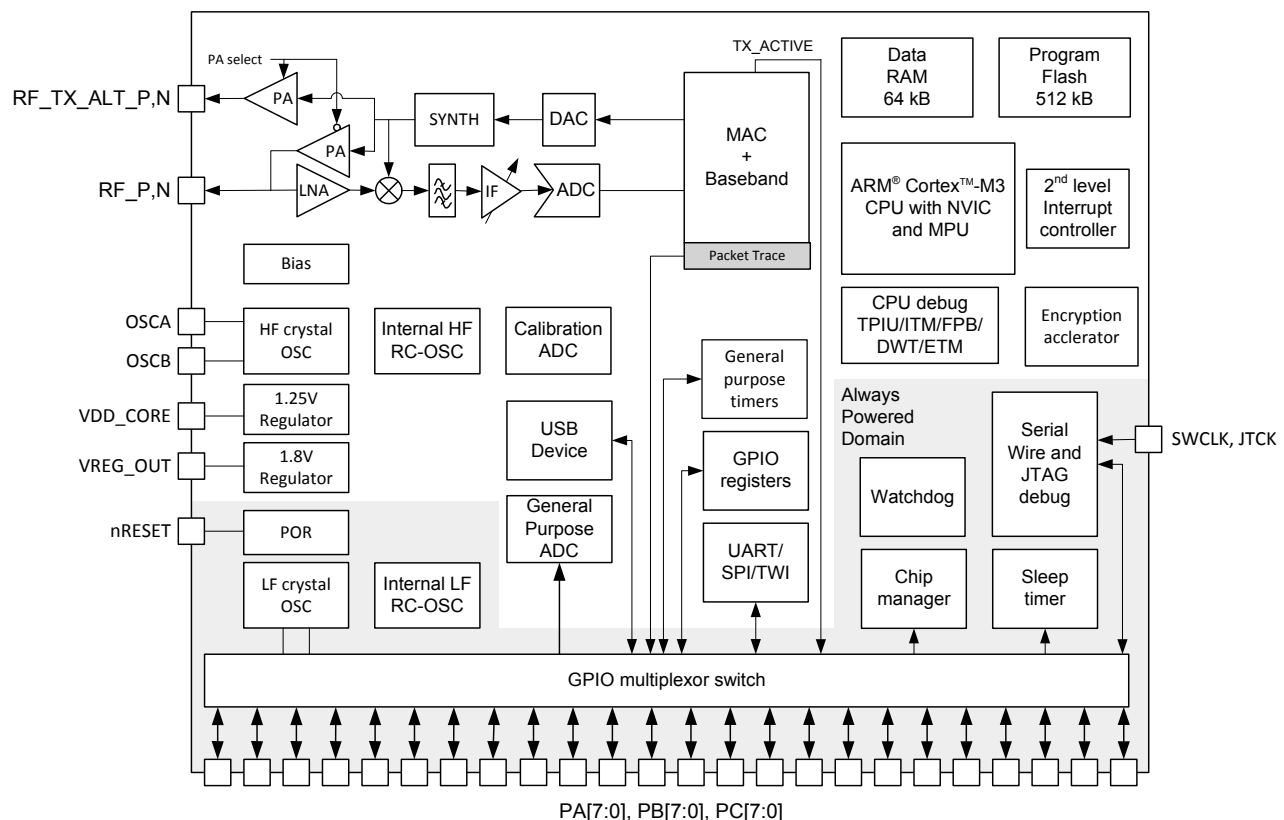 TX_ACTIVE
PA select
RF_TX_ALT_P,N
PA
PA
SYNTH
DAC
MAC
+
Baseband
Packet Trace
RF_P,N
LNA
IF
ADC
Data
RAM
64 kB
Program
Flash
512 kB
ARM® Cortex™-M3
CPU with NVIC
and MPU
2nd level
Interrupt
controller
Bias
OSCA
OSCB
HF crystal
OSC
Internal HF
RC-OSC
Calibration
ADC
CPU debug
TPIU/ITM/FPB/
DWT/ETM
Encryption
acclerator
General
purpose
timers
VDD_CORE
1.25V
Regulator
VREG_OUT
1.8V
Regulator
USB
Device
GPIO
registers
Always
Powered
Domain
Watchdog
Serial
Wire and
JTAG
debug
SWCLK, JTCK
nRESET
POR
General
Purpose
ADC
UART/
SPI/TWI
LF crystal
OSC
Internal LF
RC-OSC
Chip
manager
Sleep
timer
GPIO multiplexor switch
PA[7:0], PB[7:0], PC[7:0]